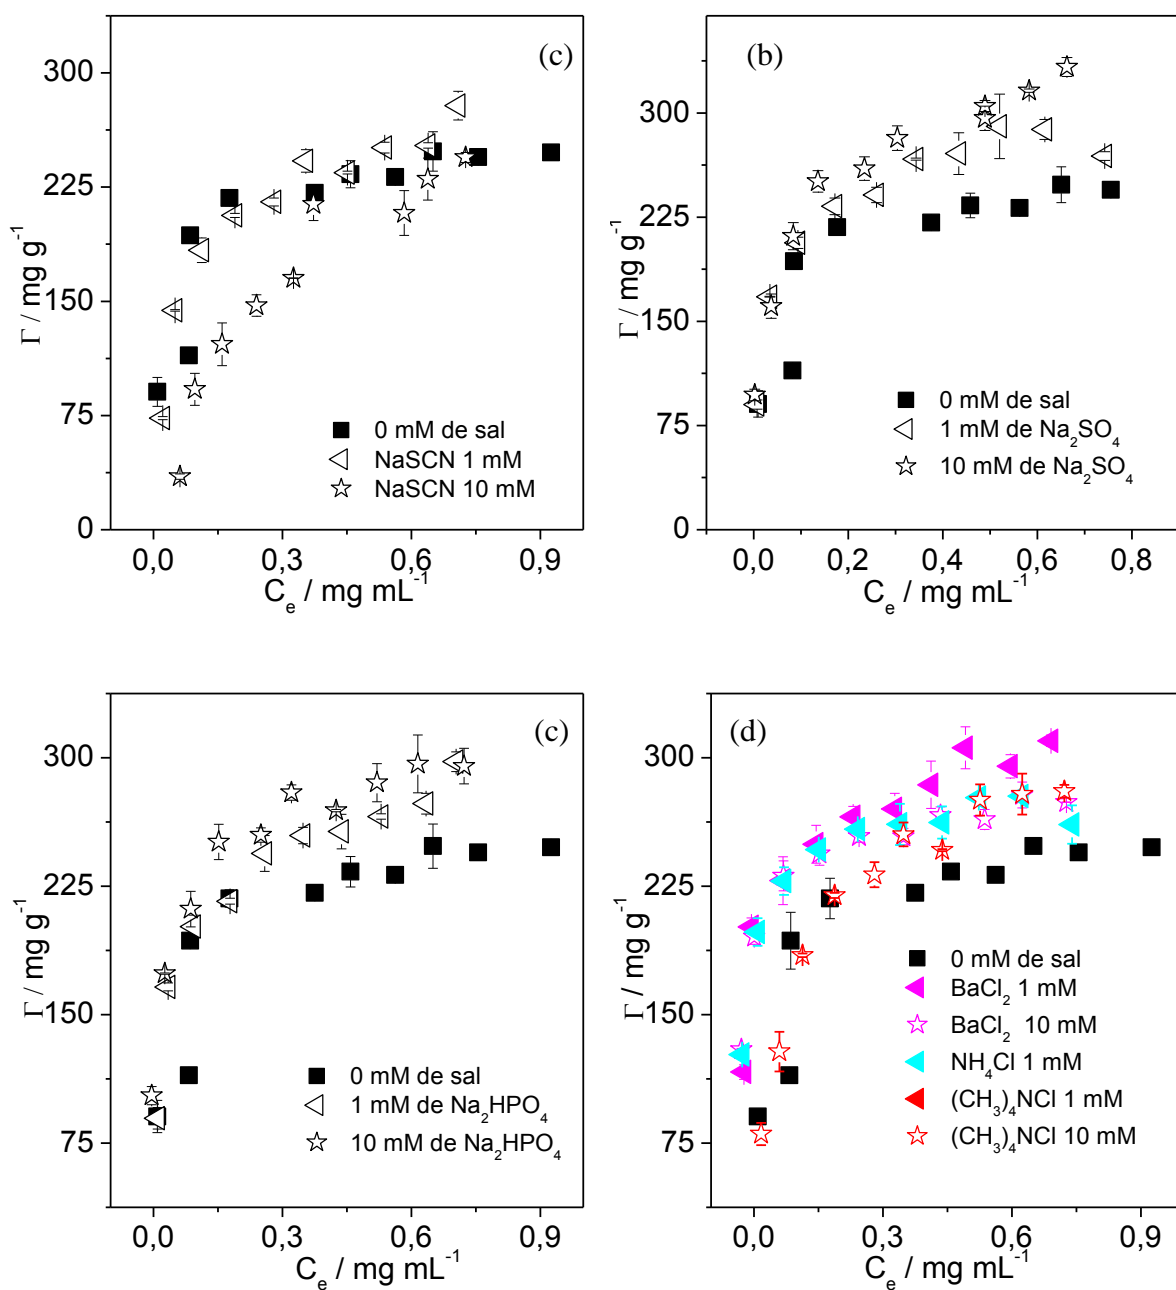 (c)
300
225
150
75
0
Γ / mg g⁻¹
0 mM de sal
NaSCN 1 mM
NaSCN 10 mM
0,0 0,3 0,6 0,9
Cₑ / mg mL⁻¹
(b)
300
225
150
75
0
Γ / mg g⁻¹
0 mM de sal
1 mM de Na₂SO₄
10 mM de Na₂SO₄
0,0 0,2 0,4 0,6 0,8
Cₑ / mg mL⁻¹
(c)
300
225
150
75
Γ / mg g⁻¹
0 mM de sal
1 mM de Na₂HPO₄
10 mM de Na₂HPO₄
0,0 0,3 0,6 0,9
Cₑ / mg mL⁻¹
(d)
300
225
150
75
Γ / mg g⁻¹
0 mM de sal
BaCl₂ 1 mM
BaCl₂ 10 mM
NH₄Cl 1 mM
(CH₃)₄NCl 1 mM
(CH₃)₄NCl 10 mM
0,0 0,3 0,6 0,9
Cₑ / mg mL⁻¹